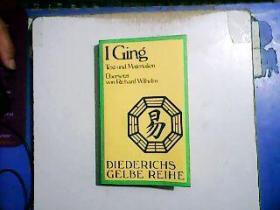 I Ging
Text und Materialien
Übersetzt
von Richard Wilhelm
易
DIEDERICHS
GELBE REIHE